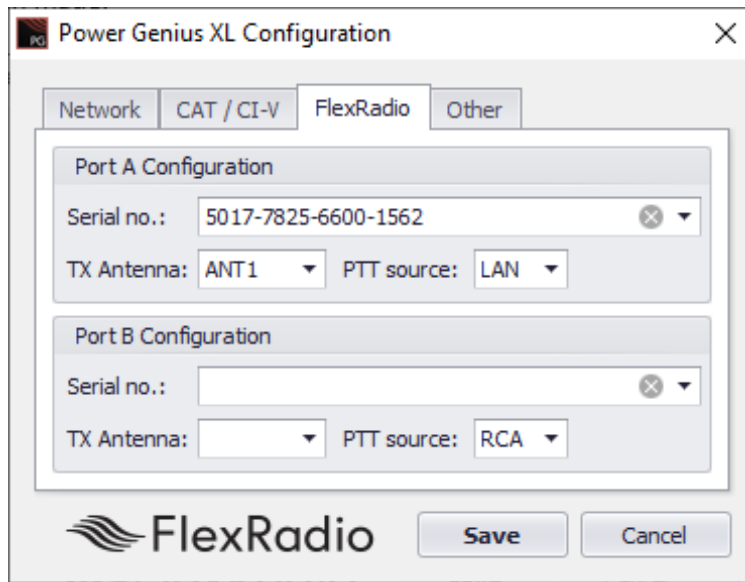 PG Power Genius XL Configuration
Network CAT / CI-V FlexRadio Other
Port A Configuration
Serial no.: 5017-7825-6600-1562
TX Antenna: ANT1 PTT source: LAN
Port B Configuration
Serial no.:
TX Antenna: PTT source: RCA
FlexRadio Save Cancel